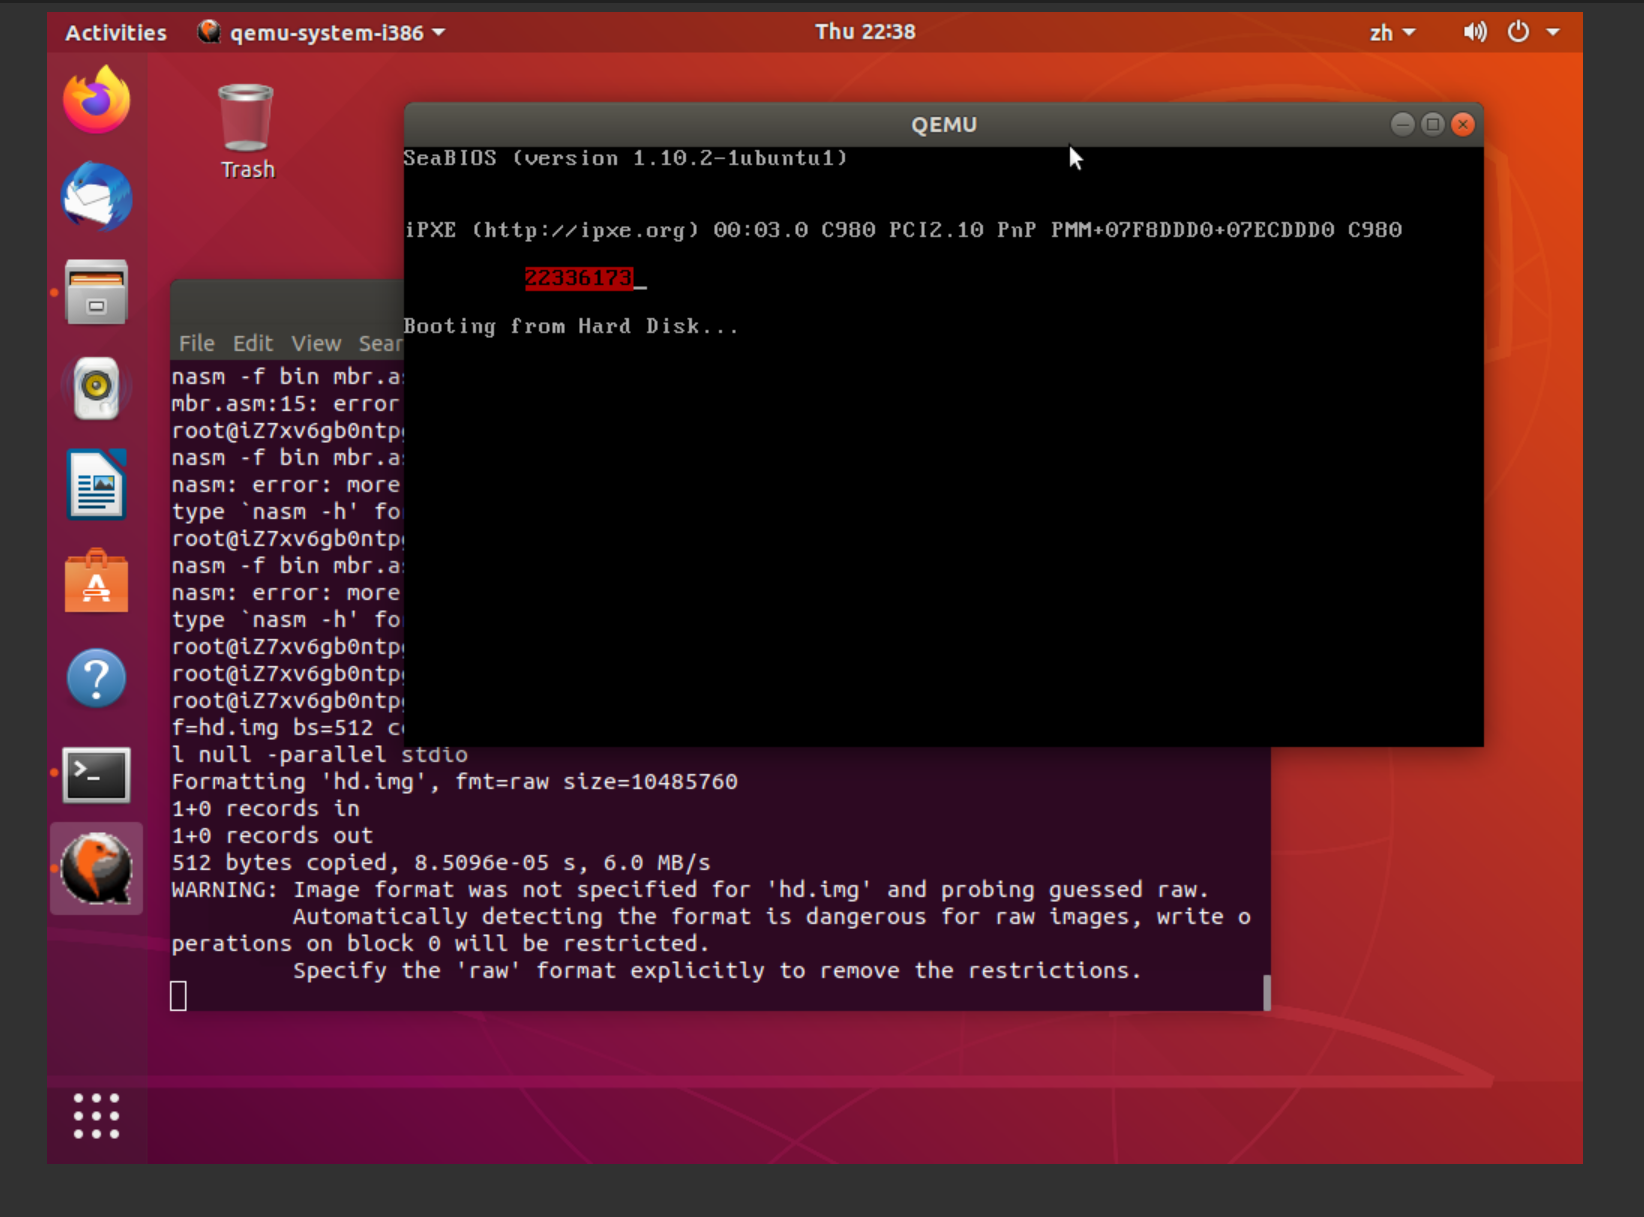 Activities qemu-system-i386 Thu 22:38 zh
Trash
QEMU
SeaBIOS (version 1.10.2-1ubuntu1)
iPXE (http://ipxe.org) 00:03.0 C980 PCI2.10 PnP PMM+07F8DDD0+07ECDDD0 C980
22336173_
Booting from Hard Disk...
File Edit View Sear
nasm -f bin mbr.as
mbr.asm:15: error
root@iZ7xv6gb0ntp
nasm -f bin mbr.as
nasm: error: more
type `nasm -h' fo
root@iZ7xv6gb0ntp
nasm -f bin mbr.as
nasm: error: more
type `nasm -h' fo
root@iZ7xv6gb0ntp
root@iZ7xv6gb0ntp
root@iZ7xv6gb0ntp
f=hd.img bs=512 c
l null -parallel stdio
Formatting 'hd.img', fmt=raw size=10485760
1+0 records in
1+0 records out
512 bytes copied, 8.5096e-05 s, 6.0 MB/s
WARNING: Image format was not specified for 'hd.img' and probing guessed raw.
Automatically detecting the format is dangerous for raw images, write o
perations on block 0 will be restricted.
Specify the 'raw' format explicitly to remove the restrictions.